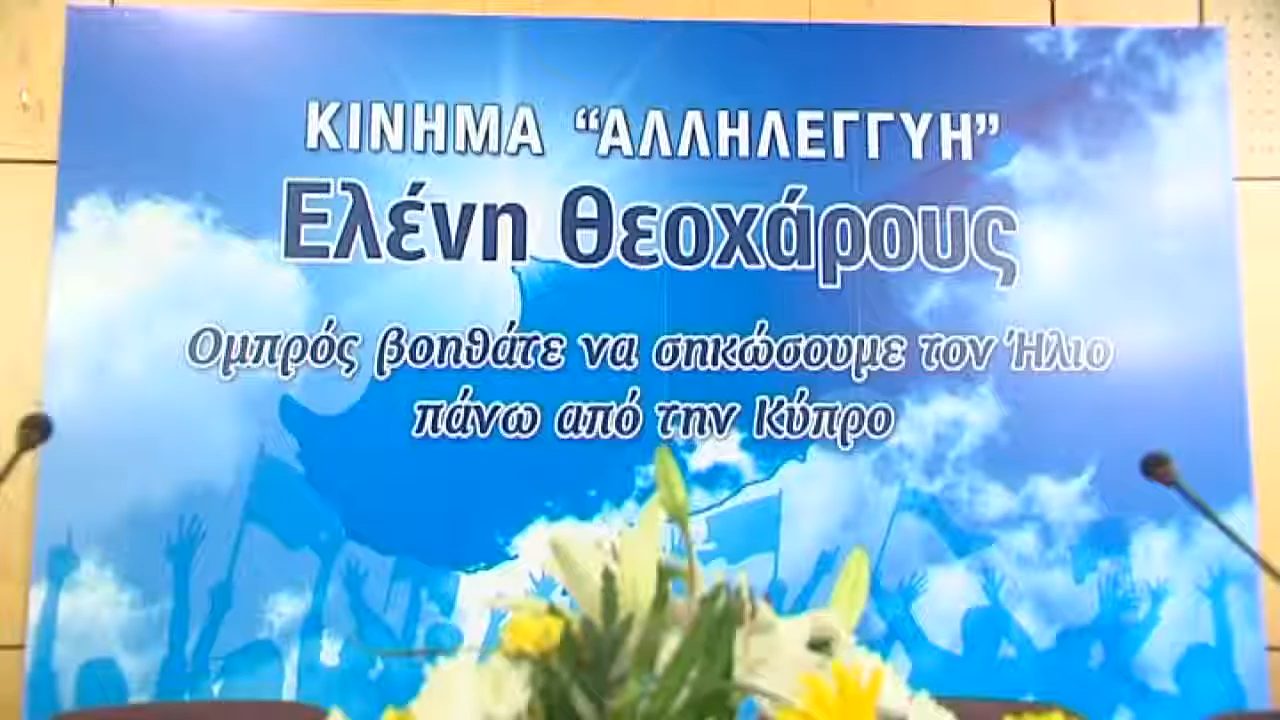 ΚΙΝΗΜΑ “ΑΛΛΗΛΕΓΓΥΗ”
Ελένη Θεοχάρους
Ομπρός βοηθάτε να σηκώσουμε τον Ήλιο
πάνω από την Κύπρο